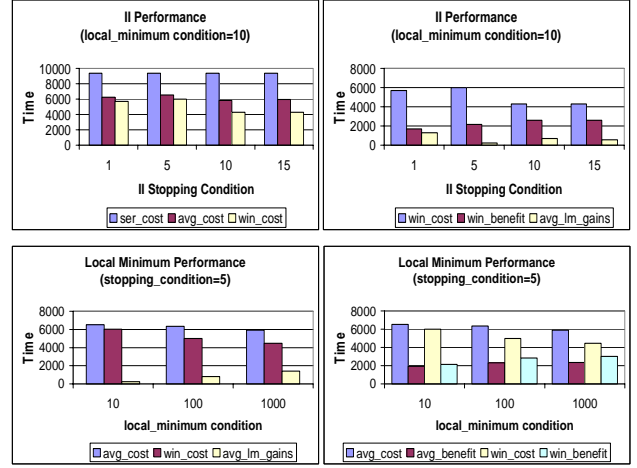 II Performance
(local_minimum condition=10)
Time
10000
8000
6000
4000
2000
0
1 5 10 15
II Stopping Condition
ser_cost avg_cost win_cost
II Performance
(local_minimum condition=10)
Time
8000
6000
4000
2000
0
1 5 10 15
II Stopping Condition
win_cost win_benefit avg_lm_gains
Local Minimum Performance
(stopping_condition=5)
Time
8000
6000
4000
2000
0
10 100 1000
local_minimum condition
avg_cost win_cost avg_lm_gains
Local Minimum Performance
(stopping_condition=5)
Time
8000
6000
4000
2000
0
10 100 1000
local_minimum condition
avg_cost avg_benefit win_cost win_benefit